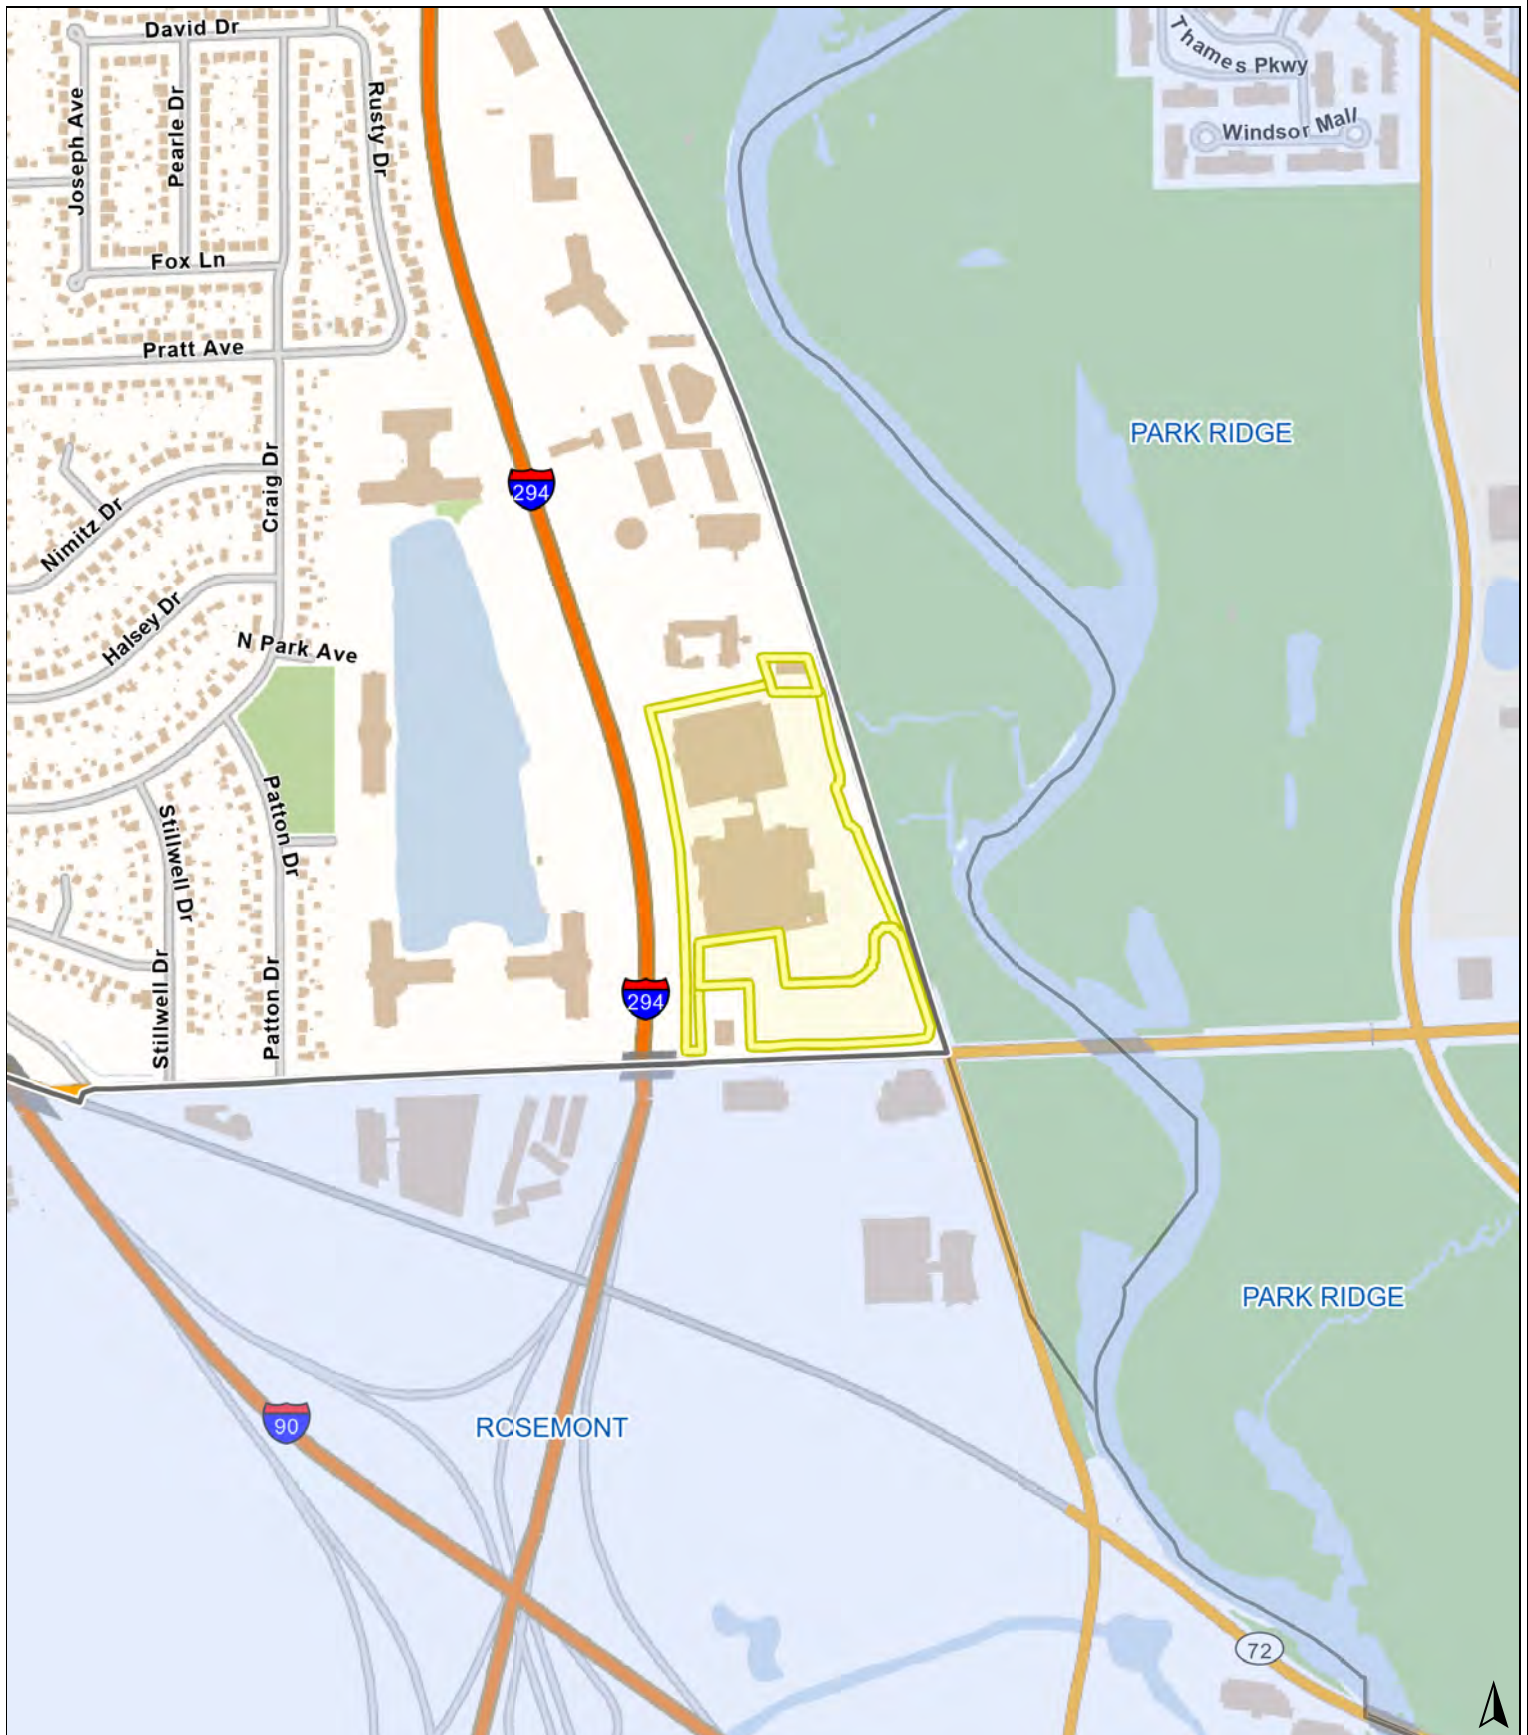 David Dr
Thames Pkwy
Joseph Ave
Pearle Dr
Rusty Dr
Windsor Mall
Fox Ln
Pratt Ave
PARK RIDGE
Craig Dr
294
Nimitz Dr
Halsey Dr
N Park Ave
Patton Dr
Stillwell Dr
294
Stillwell Dr
Patton Dr
PARK RIDGE
90
ROSEMONT
72